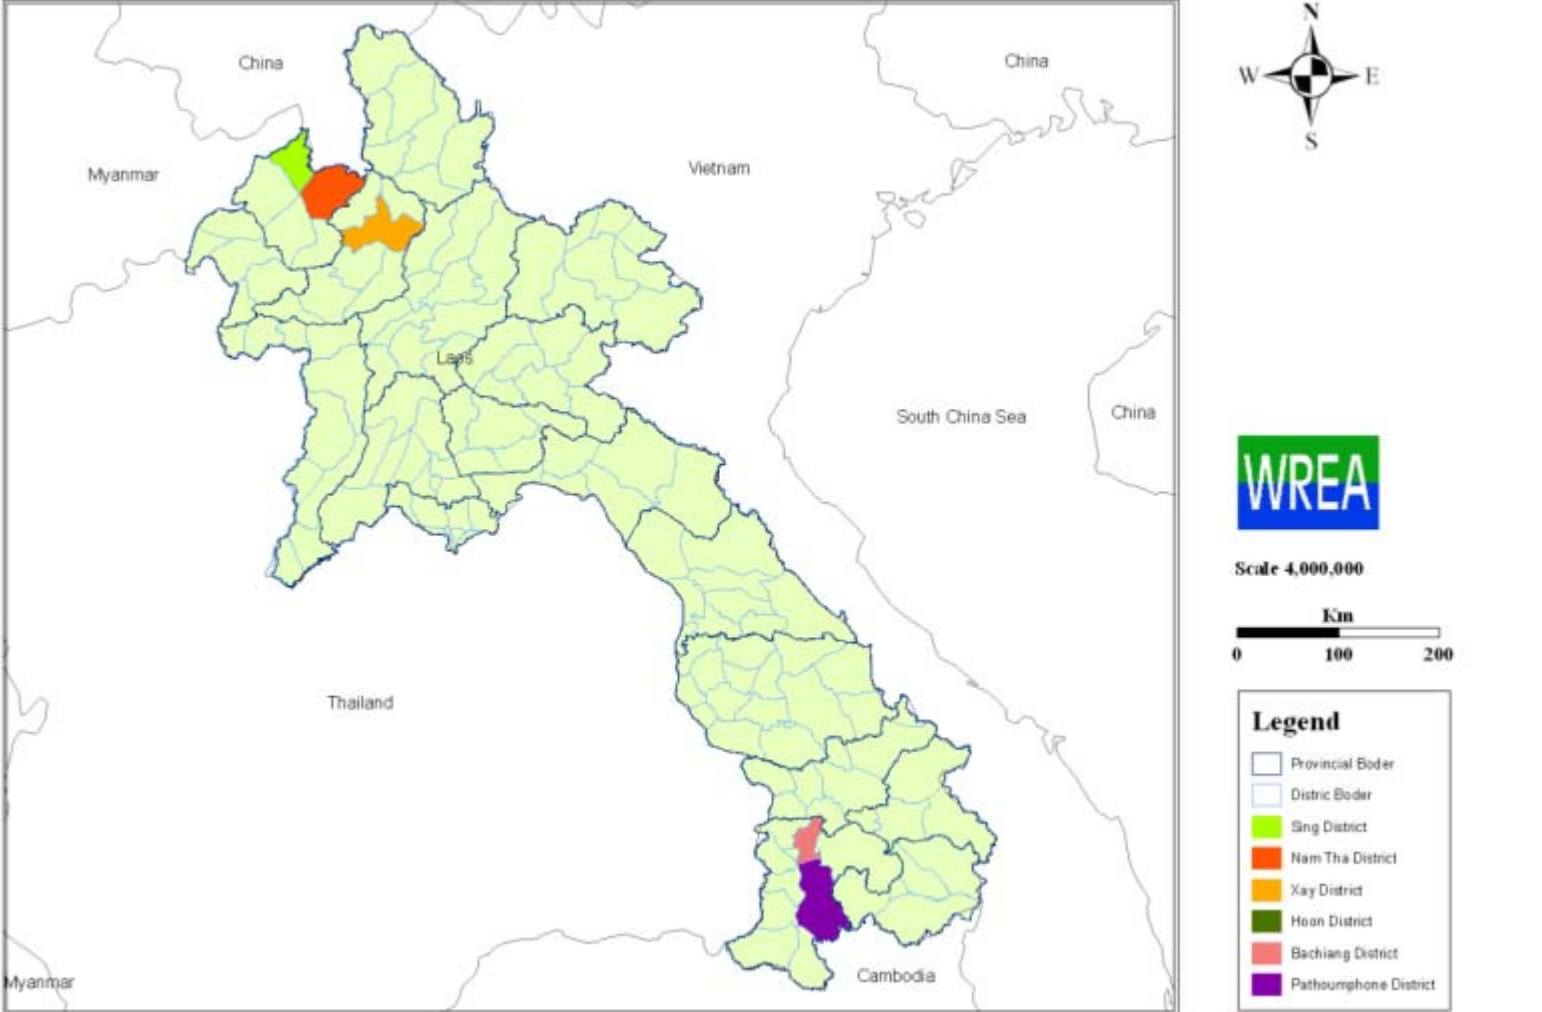 China
China
Myanmar
Vietnam
Laos
South China Sea
China
Thailand
Cambodia
Myanmar
N
W E
S
WREA
Scale 4,000,000
Km
0 100 200
Legend
Provincial Boder
Distric Boder
Sing District
Nam Tha District
Xay District
Hoon District
Bachiang District
Pathoumphone District